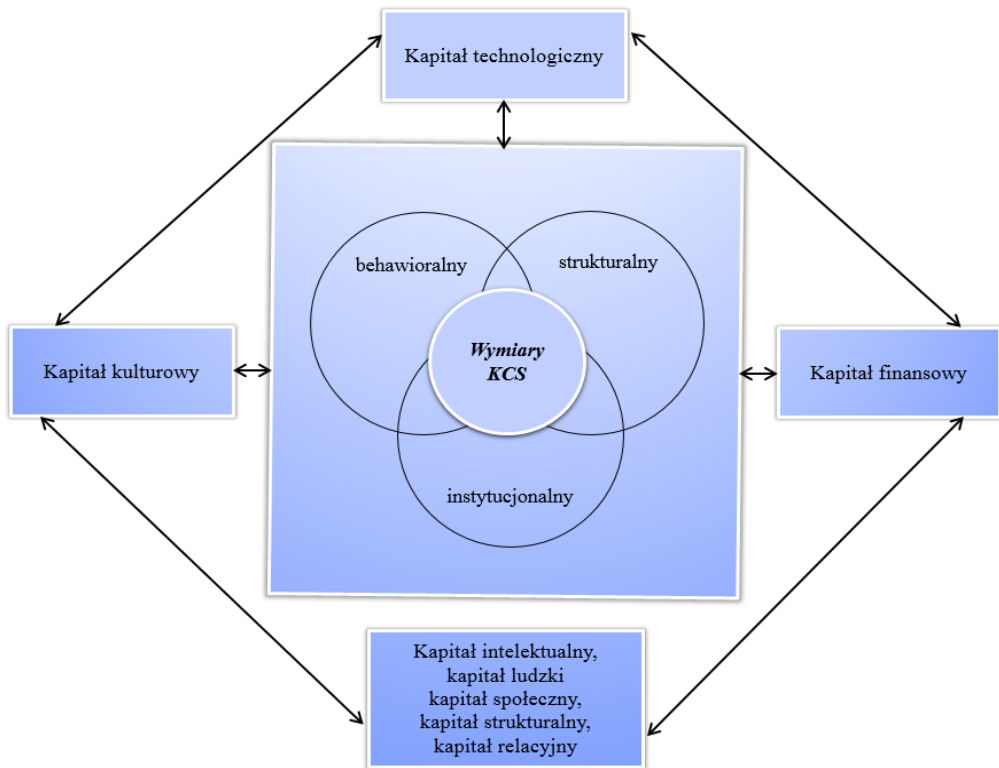 Kapitał technologiczny
behawioralny
strukturalny
Wymiary
KCS
Kapitał kulturowy
Kapitał finansowy
instytucjonalny
Kapitał intelektualny,
kapitał ludzki
kapitał społeczny,
kapitał strukturalny,
kapitał relacyjny